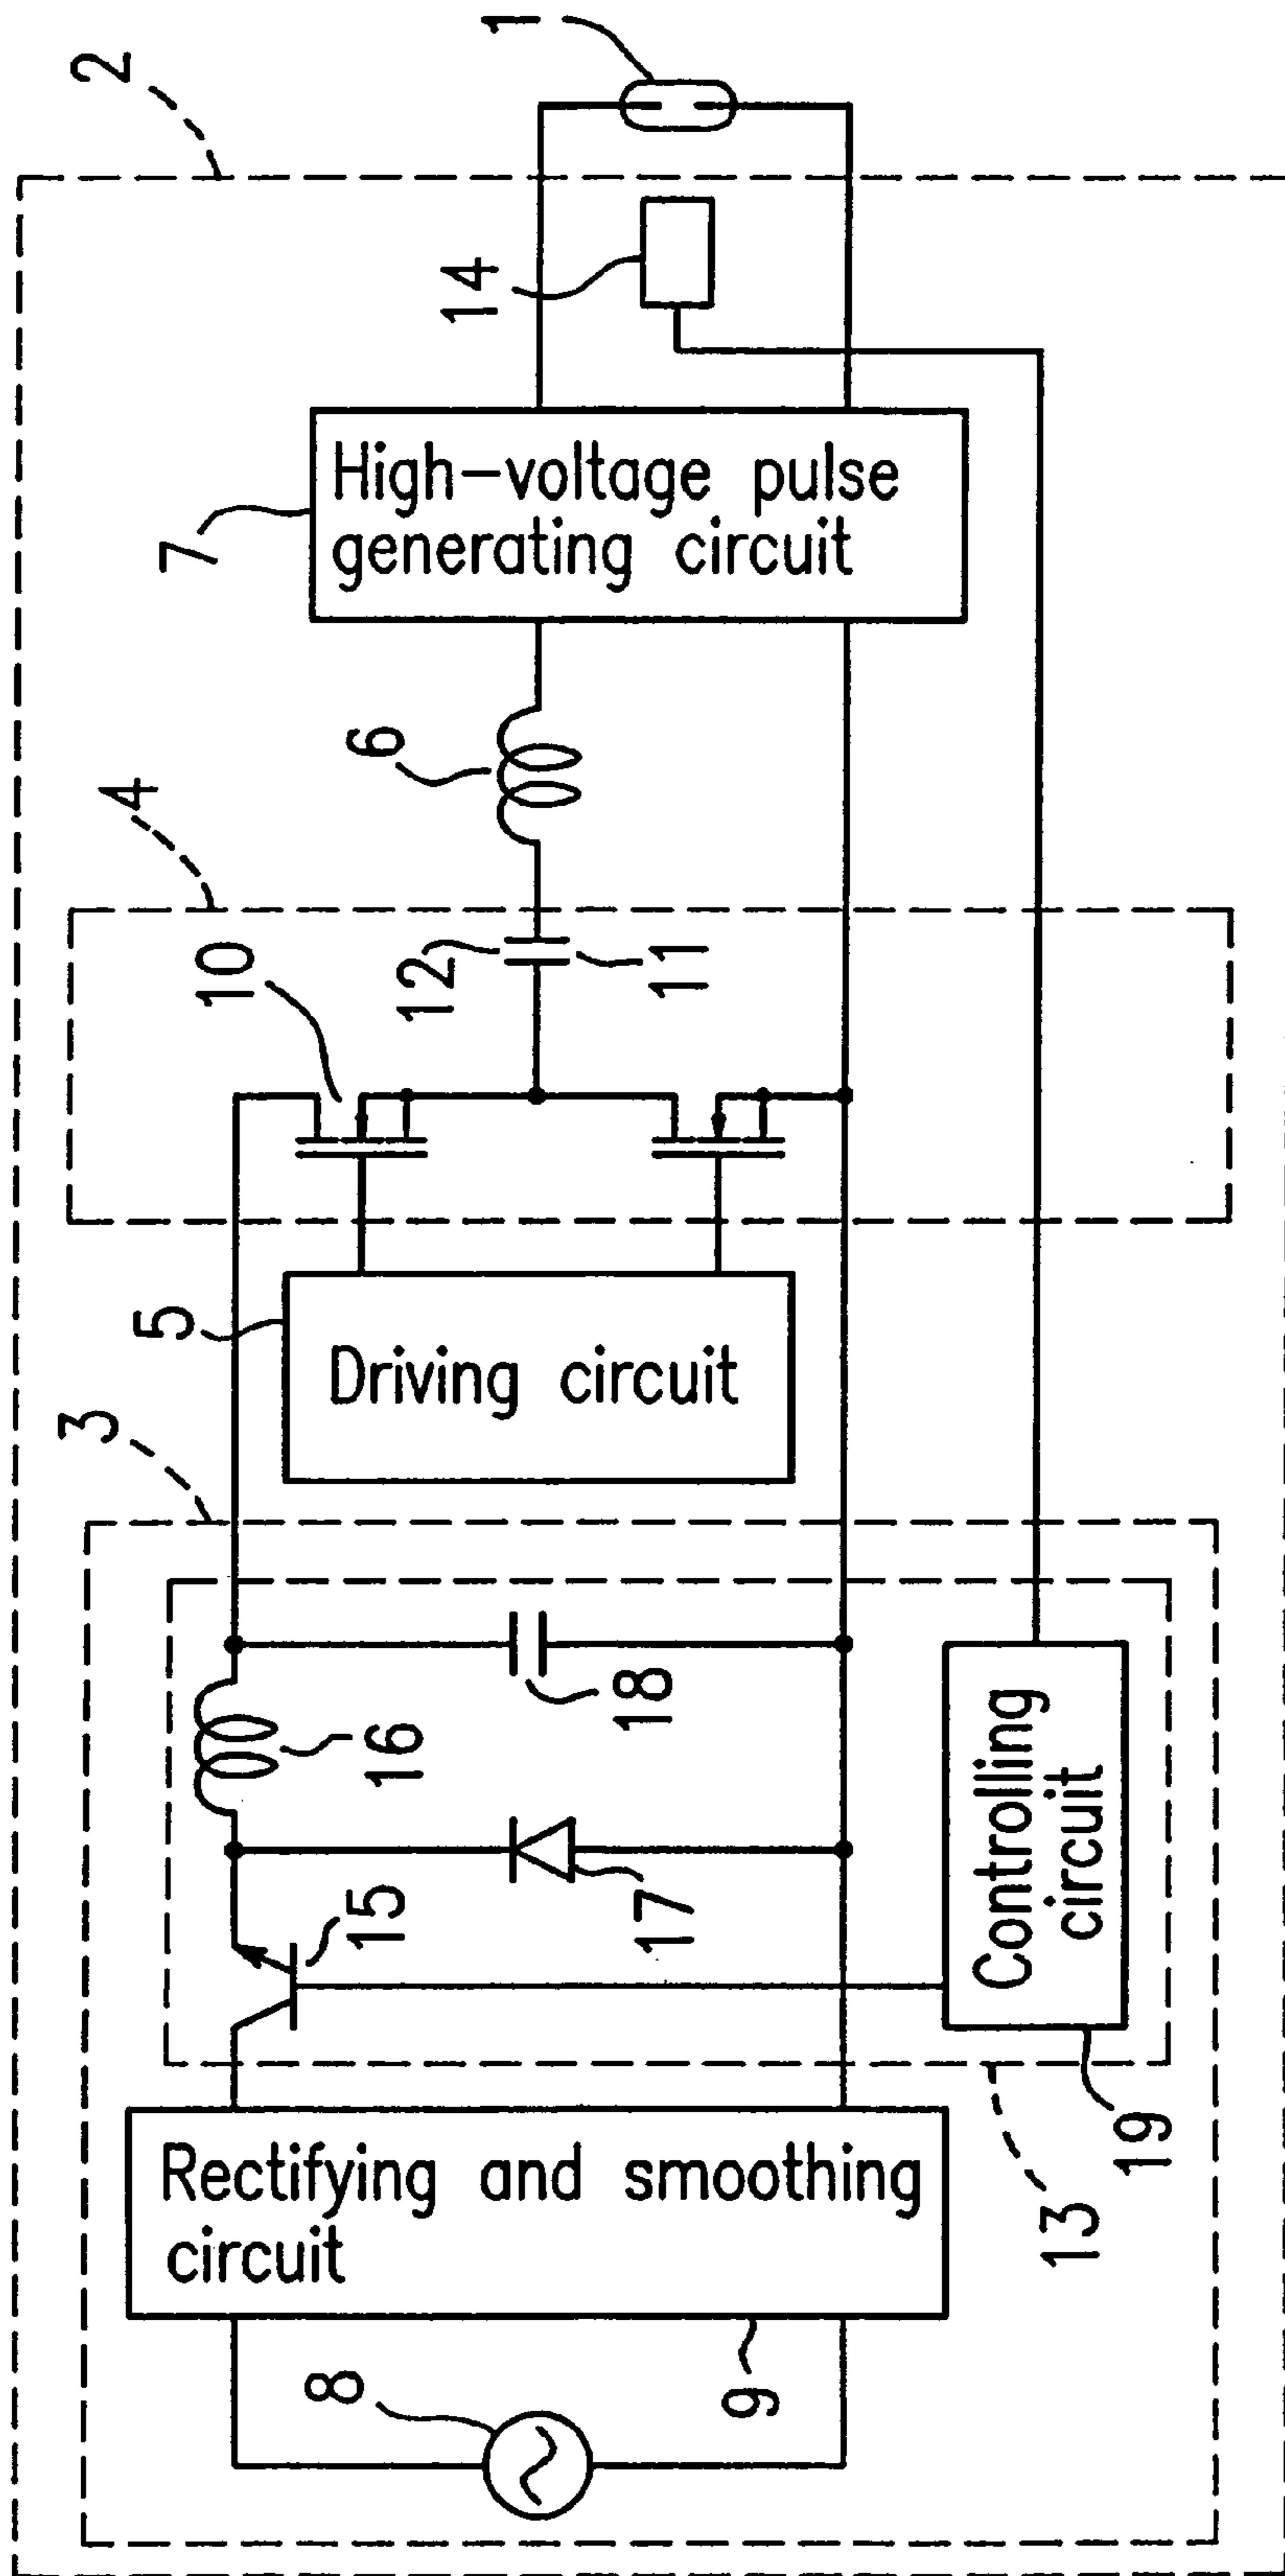 2
1
14
7
High-voltage pulse
generating circuit
6
4
10
12
11
5
Driving circuit
3
16
18
15
17
Controlling
circuit
19
13
Rectifying and smoothing
circuit
8
9